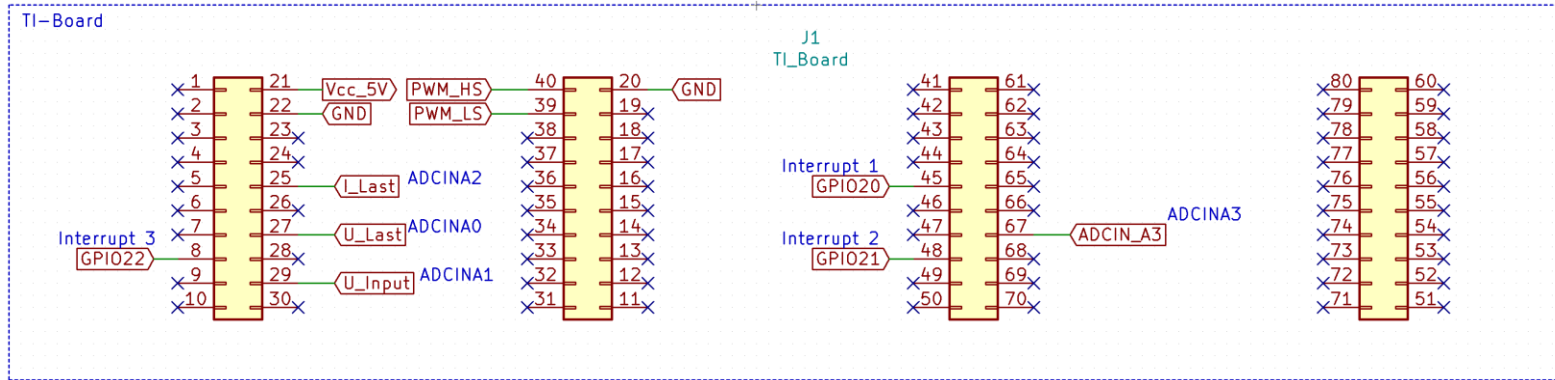 TI-Board
J1
TI_Board
1 21 Vcc_5V PWM_HS 40 20 GND 41 61 80 60
2 22 GND PWM_LS 39 19 42 62 79 59
3 23 38 18 43 63 78 58
4 24 37 17 Interrupt 1 44 64 77 57
5 25 I_Last ADCINA2 36 16 GPIO20 45 65 76 56
6 26 35 15 46 66 75 55
Interrupt 3 7 27 U_Last ADCINA0 34 14 Interrupt 2 47 67 ADCIN_A3 ADCINA3 74 54
GPIO22 8 28 33 13 GPIO21 48 68 73 53
9 29 U_Input ADCINA1 32 12 49 69 72 52
10 30 31 11 50 70 71 51